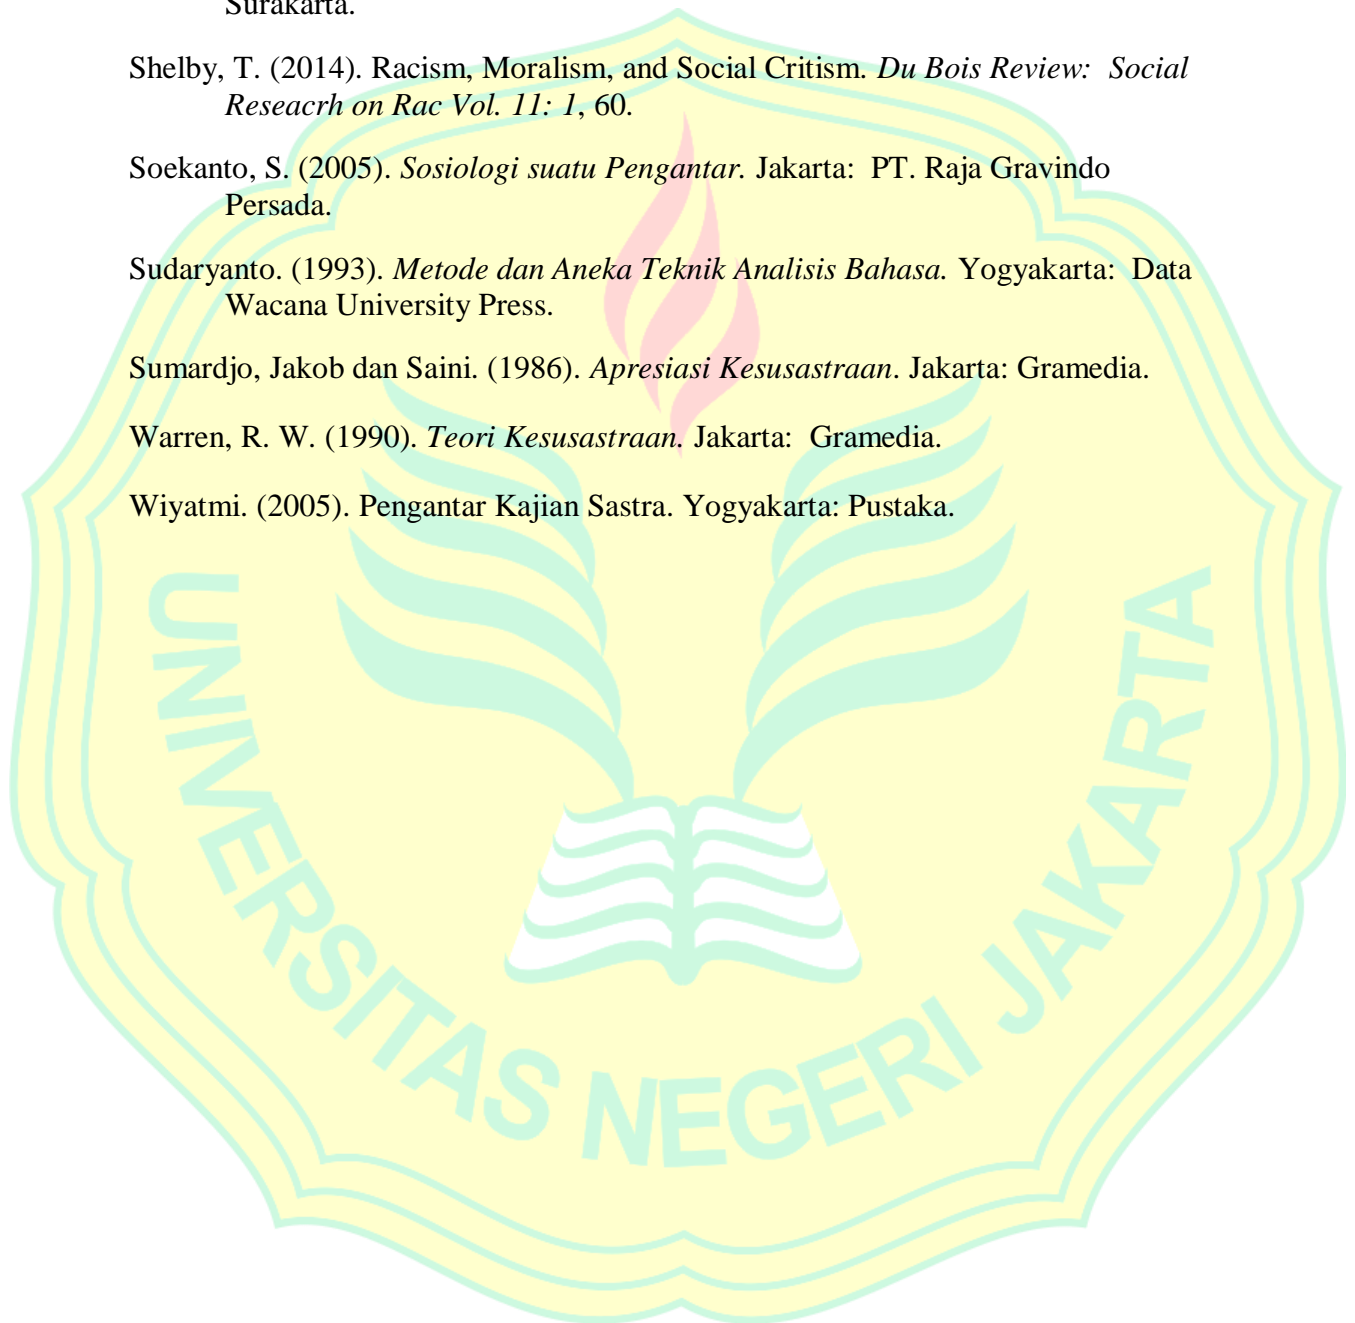 Surakarta.
Shelby, T. (2014). Racism, Moralism, and Social Critism. Du Bois Review:  Social
Reseacrh on Rac Vol. 11: 1, 60.
Soekanto, S. (2005). Sosiologi suatu Pengantar. Jakarta:  PT. Raja Gravindo
Persada.
Sudaryanto. (1993). Metode dan Aneka Teknik Analisis Bahasa. Yogyakarta:  Data
Wacana University Press.
Sumardjo, Jakob dan Saini. (1986). Apresiasi Kesusastraan. Jakarta: Gramedia.
Warren, R. W. (1990). Teori Kesusastraan. Jakarta:  Gramedia.
Wiyatmi. (2005). Pengantar Kajian Sastra. Yogyakarta: Pustaka.
UNIVERSITAS NEGERI JAKARTA